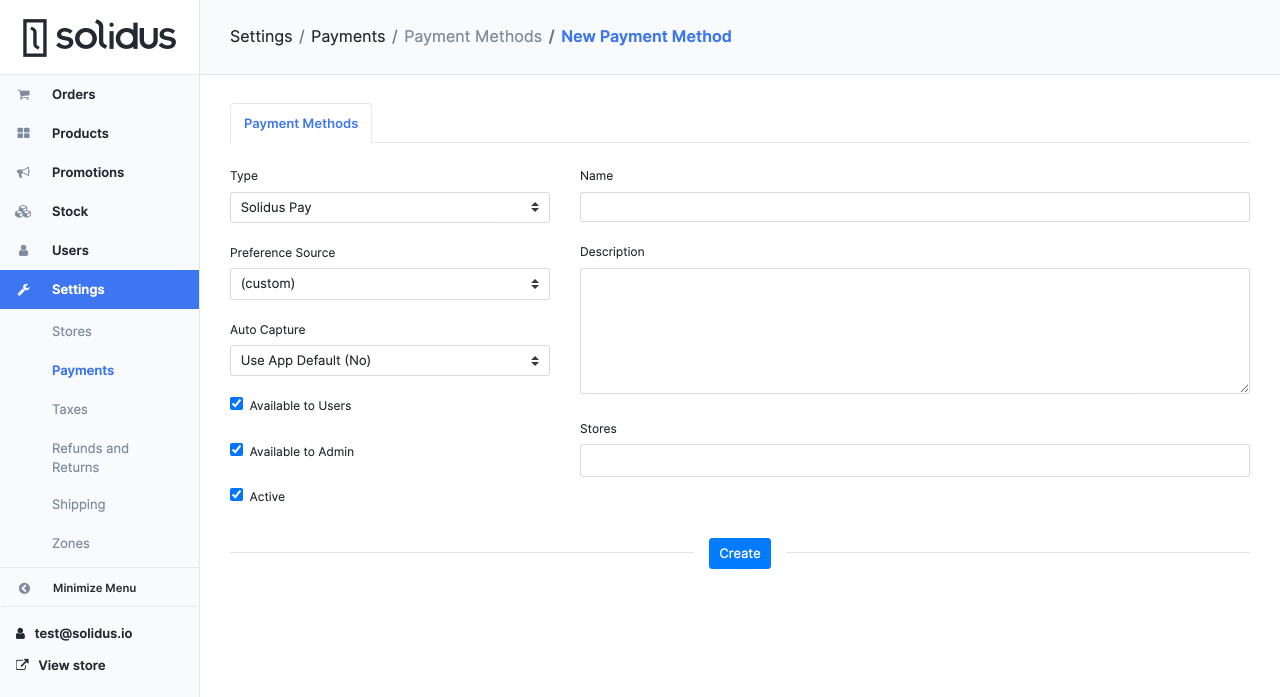 solidus
Settings / Payments / Payment Methods / New Payment Method
Orders
Products
Promotions
Stock
Users
Settings
Stores
Payments
Taxes
Refunds and
Returns
Shipping
Zones
Minimize Menu
test@solidus.io
View store
Payment Methods
Type
Solidus Pay
Preference Source
(custom)
Auto Capture
Use App Default (No)
Available to Users
Available to Admin
Active
Name
Description
Stores
Create